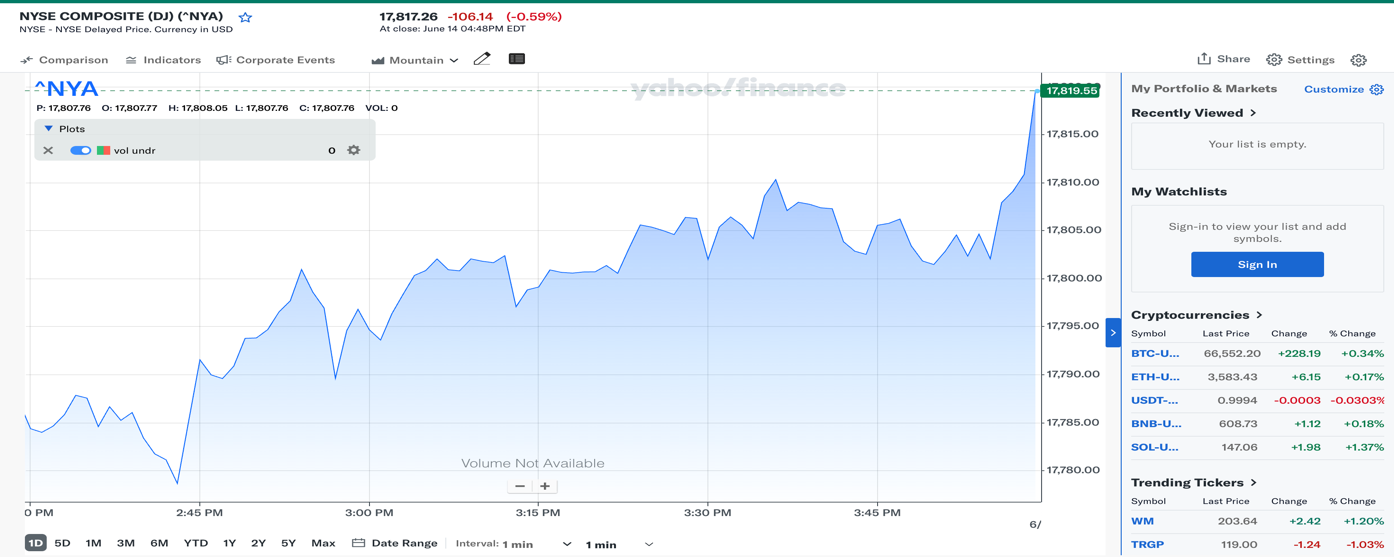 NYSE COMPOSITE (DJ) (^NYA)
NYSE - NYSE Delayed Price. Currency in USD
17,817.26 -106.14 (-0.59%)
At close: June 14 04:48PM EDT
Comparison Indicators Corporate Events Mountain Share Settings
^NYA
P: 17,807.76 O: 17,807.77 H: 17,808.05 L: 17,807.76 C: 17,807.76 VOL: 0
Plots
vol undr 0
yahoo/finance
17,819.55
17,815.00
17,810.00
17,805.00
17,800.00
17,795.00
17,790.00
17,785.00
17,780.00
Volume Not Available
− +
0 PM 2:45 PM 3:00 PM 3:15 PM 3:30 PM 3:45 PM
6/
1D 5D 1M 3M 6M YTD 1Y 2Y 5Y Max Date Range Interval: 1 min 1 min
My Portfolio & Markets Customize
Recently Viewed >
Your list is empty.
My Watchlists
Sign-in to view your list and add
symbols.
Sign In
Cryptocurrencies >
Symbol Last Price Change % Change
BTC-U... 66,552.20 +228.19 +0.34%
ETH-U... 3,583.43 +6.15 +0.17%
USDT-... 0.9994 -0.0003 -0.0303%
BNB-U... 608.73 +1.12 +0.18%
SOL-U... 147.06 +1.98 +1.37%
Trending Tickers >
Symbol Last Price Change % Change
WM 203.64 +2.42 +1.20%
TRGP 119.00 -1.24 -1.03%